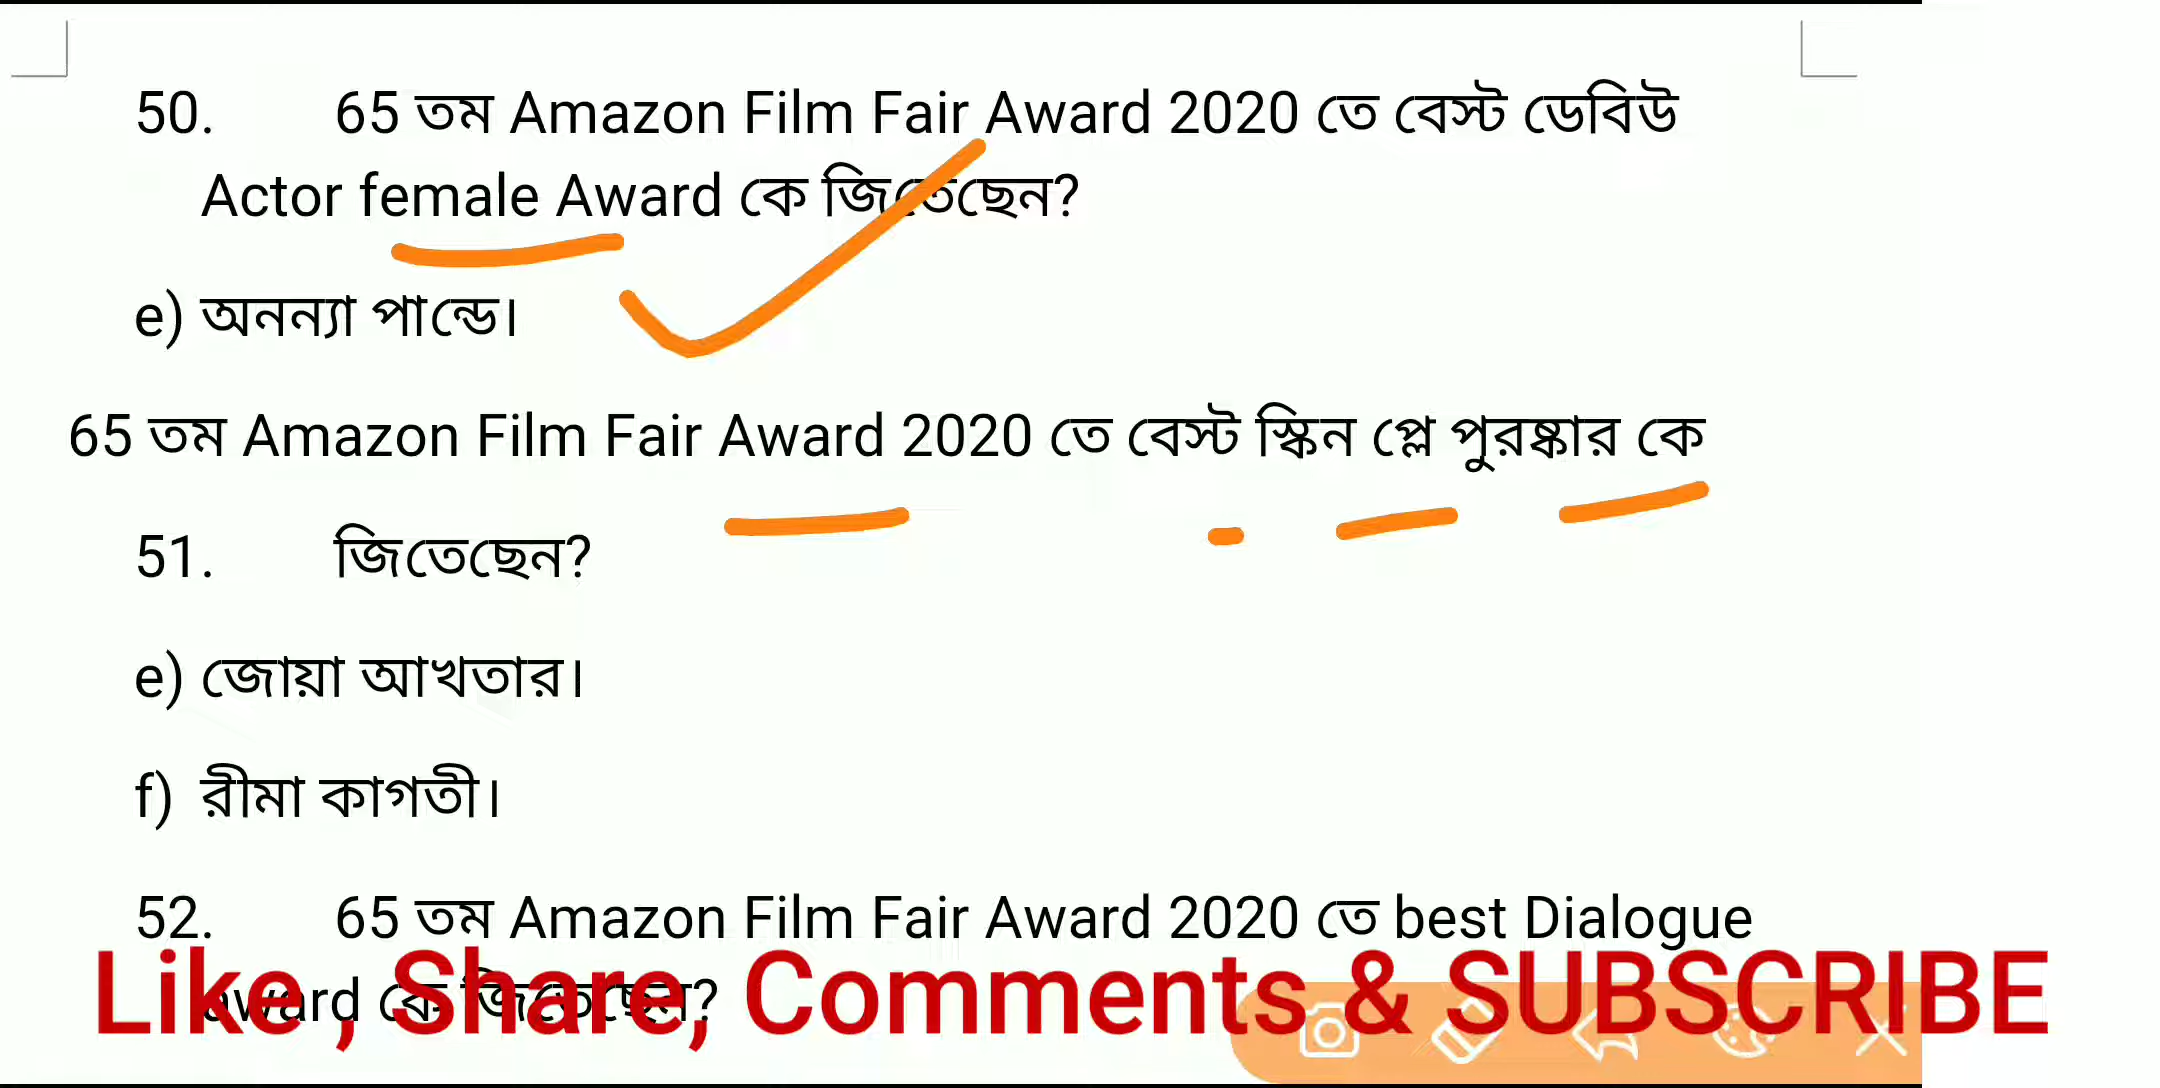 50. 65 তম Amazon Film Fair Award 2020 তে বেস্ট ডেবিউ
Actor female Award কে জিতেছেন?
e) অনন্যা পান্ডে।
65 তম Amazon Film Fair Award 2020 তে বেস্ট স্কিন প্লে পুরষ্কার কে
51. জিতেছেন?
e) জোয়া আখতার।
f) রীমা কাগতী।
52. 65 তম Amazon Film Fair Award 2020 তে best Dialogue
award কে জিতেছেন?
Like , Share, Comments & SUBSCRIBE